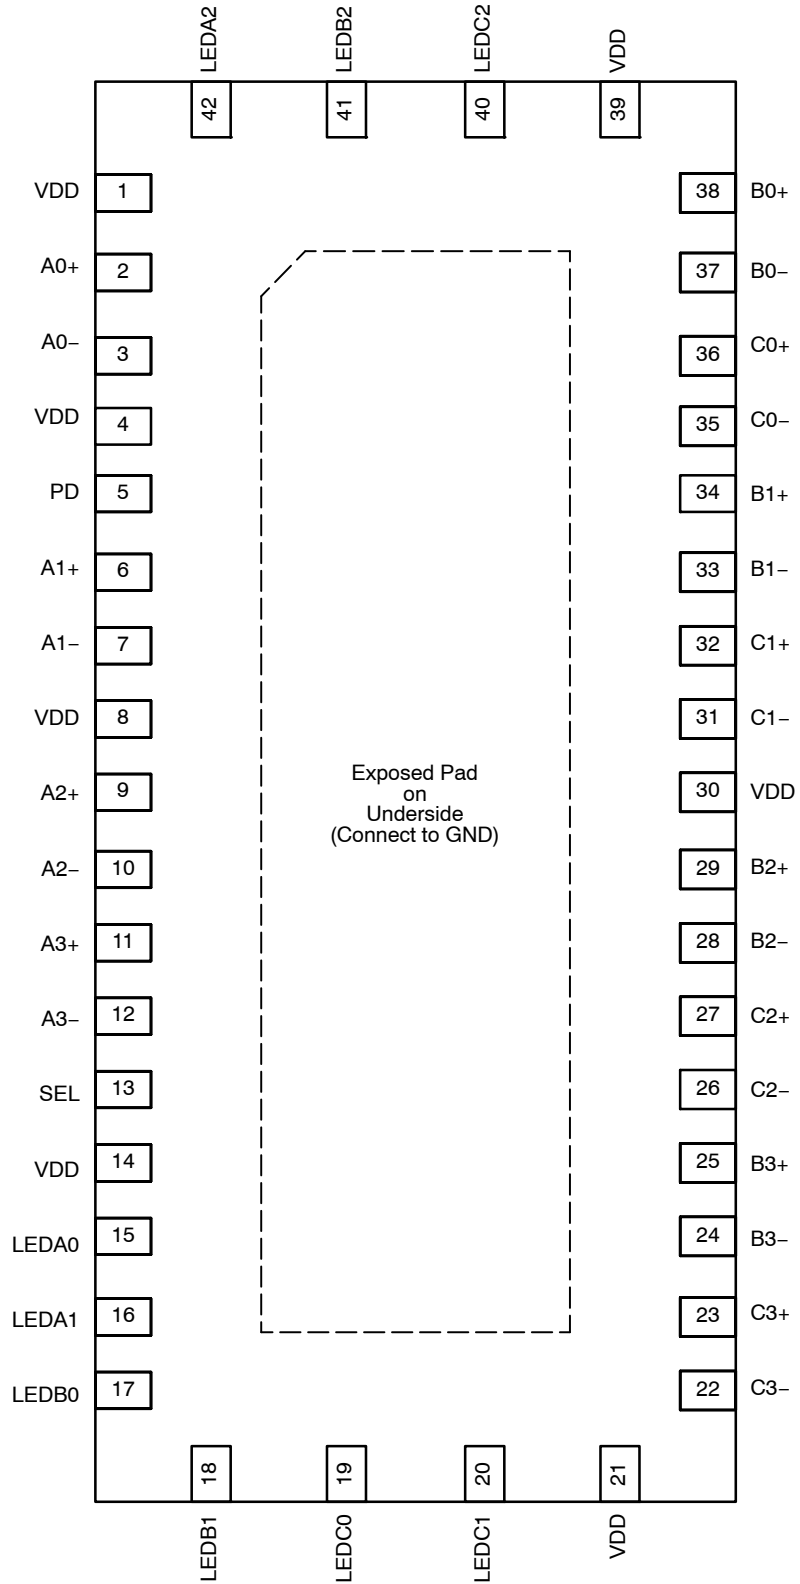 LEDA2 LEDB2 LEDC2 VDD
42 41 40 39
VDD 1 38 B0+
A0+ 2 37 B0−
A0− 3 36 C0+
VDD 4 35 C0−
PD 5 34 B1+
A1+ 6 33 B1−
A1− 7 32 C1+
VDD 8 31 C1−
Exposed Pad
on
Underside
(Connect to GND)
A2+ 9 30 VDD
A2− 10 29 B2+
A3+ 11 28 B2−
A3− 12 27 C2+
SEL 13 26 C2−
VDD 14 25 B3+
LEDA0 15 24 B3−
LEDA1 16 23 C3+
LEDB0 17 22 C3−
18 19 20 21
LEDB1 LEDC0 LEDC1 VDD